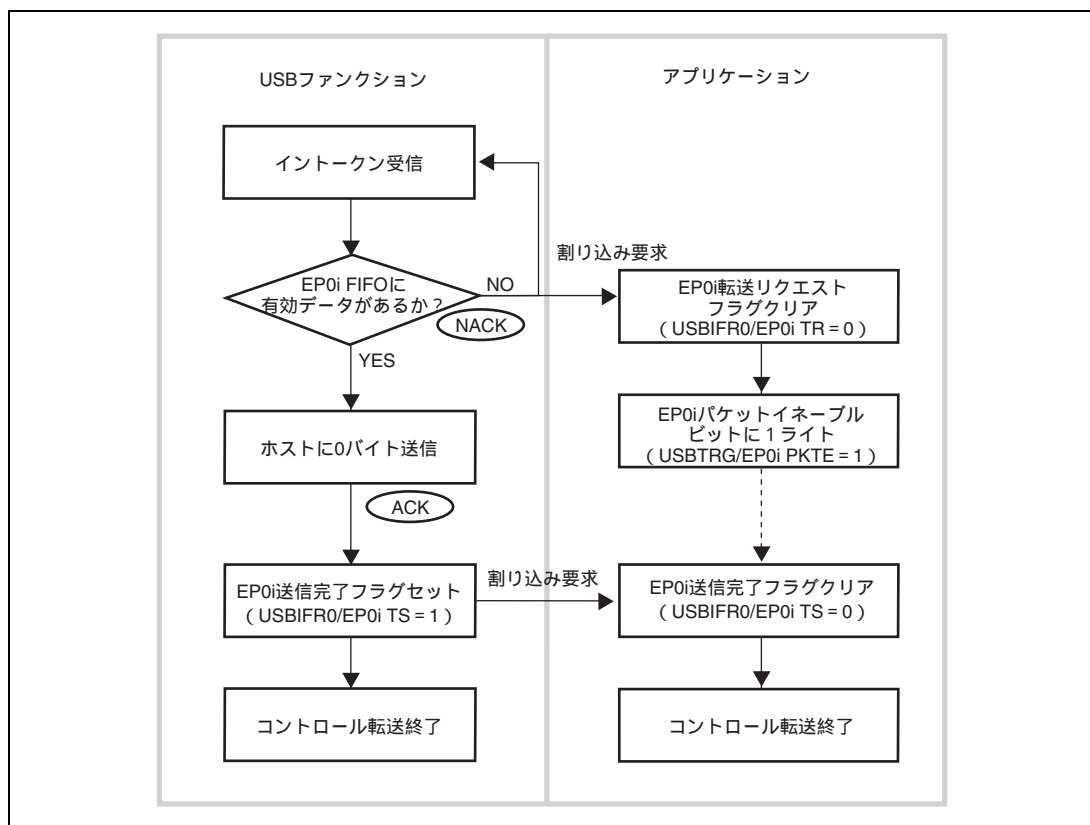 USBファンクション
アプリケーション
イントークン受信
EP0i FIFOに
有効データがあるか？
NO
NACK
YES
割り込み要求
EP0i転送リクエスト
フラグクリア
（USBIFR0/EP0i TR = 0）
EP0iパケットイネーブル
ビットに１ライト
（USBTRG/EP0i PKTE = 1）
ホストに0バイト送信
ACK
EP0i送信完了フラグセット
（USBIFR0/EP0i TS = 1）
割り込み要求
EP0i送信完了フラグクリア
（USBIFR0/EP0i TS = 0）
コントロール転送終了
コントロール転送終了